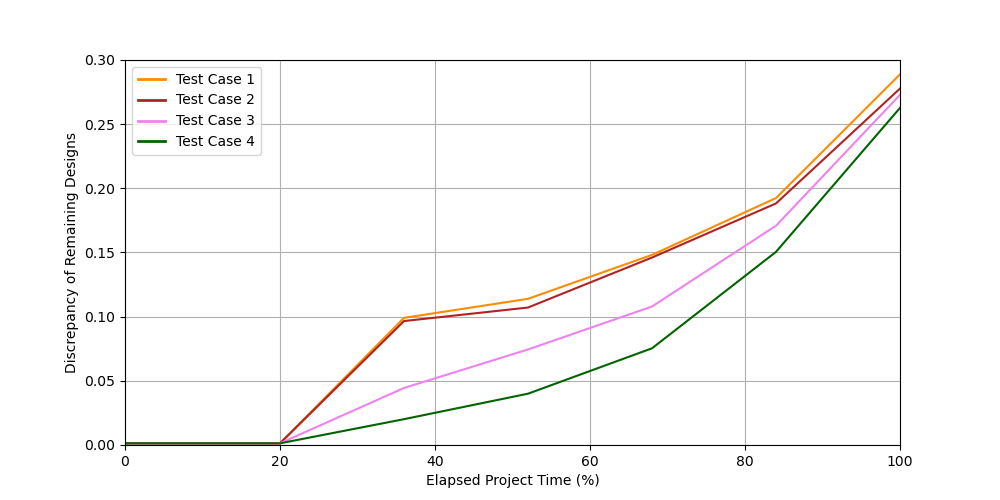 0.30
0.25
0.20
0.15
0.10
0.05
0.00
Discrepancy of Remaining Designs
Test Case 1
Test Case 2
Test Case 3
Test Case 4
0 20 40 60 80 100
Elapsed Project Time (%)